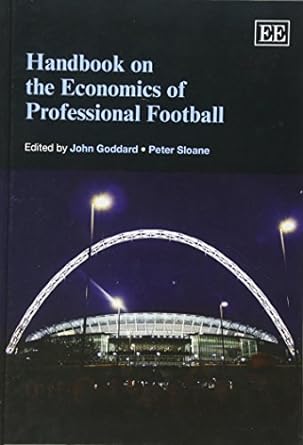 EE
Handbook on
the Economics of
Professional Football
Edited by John Goddard • Peter Sloane